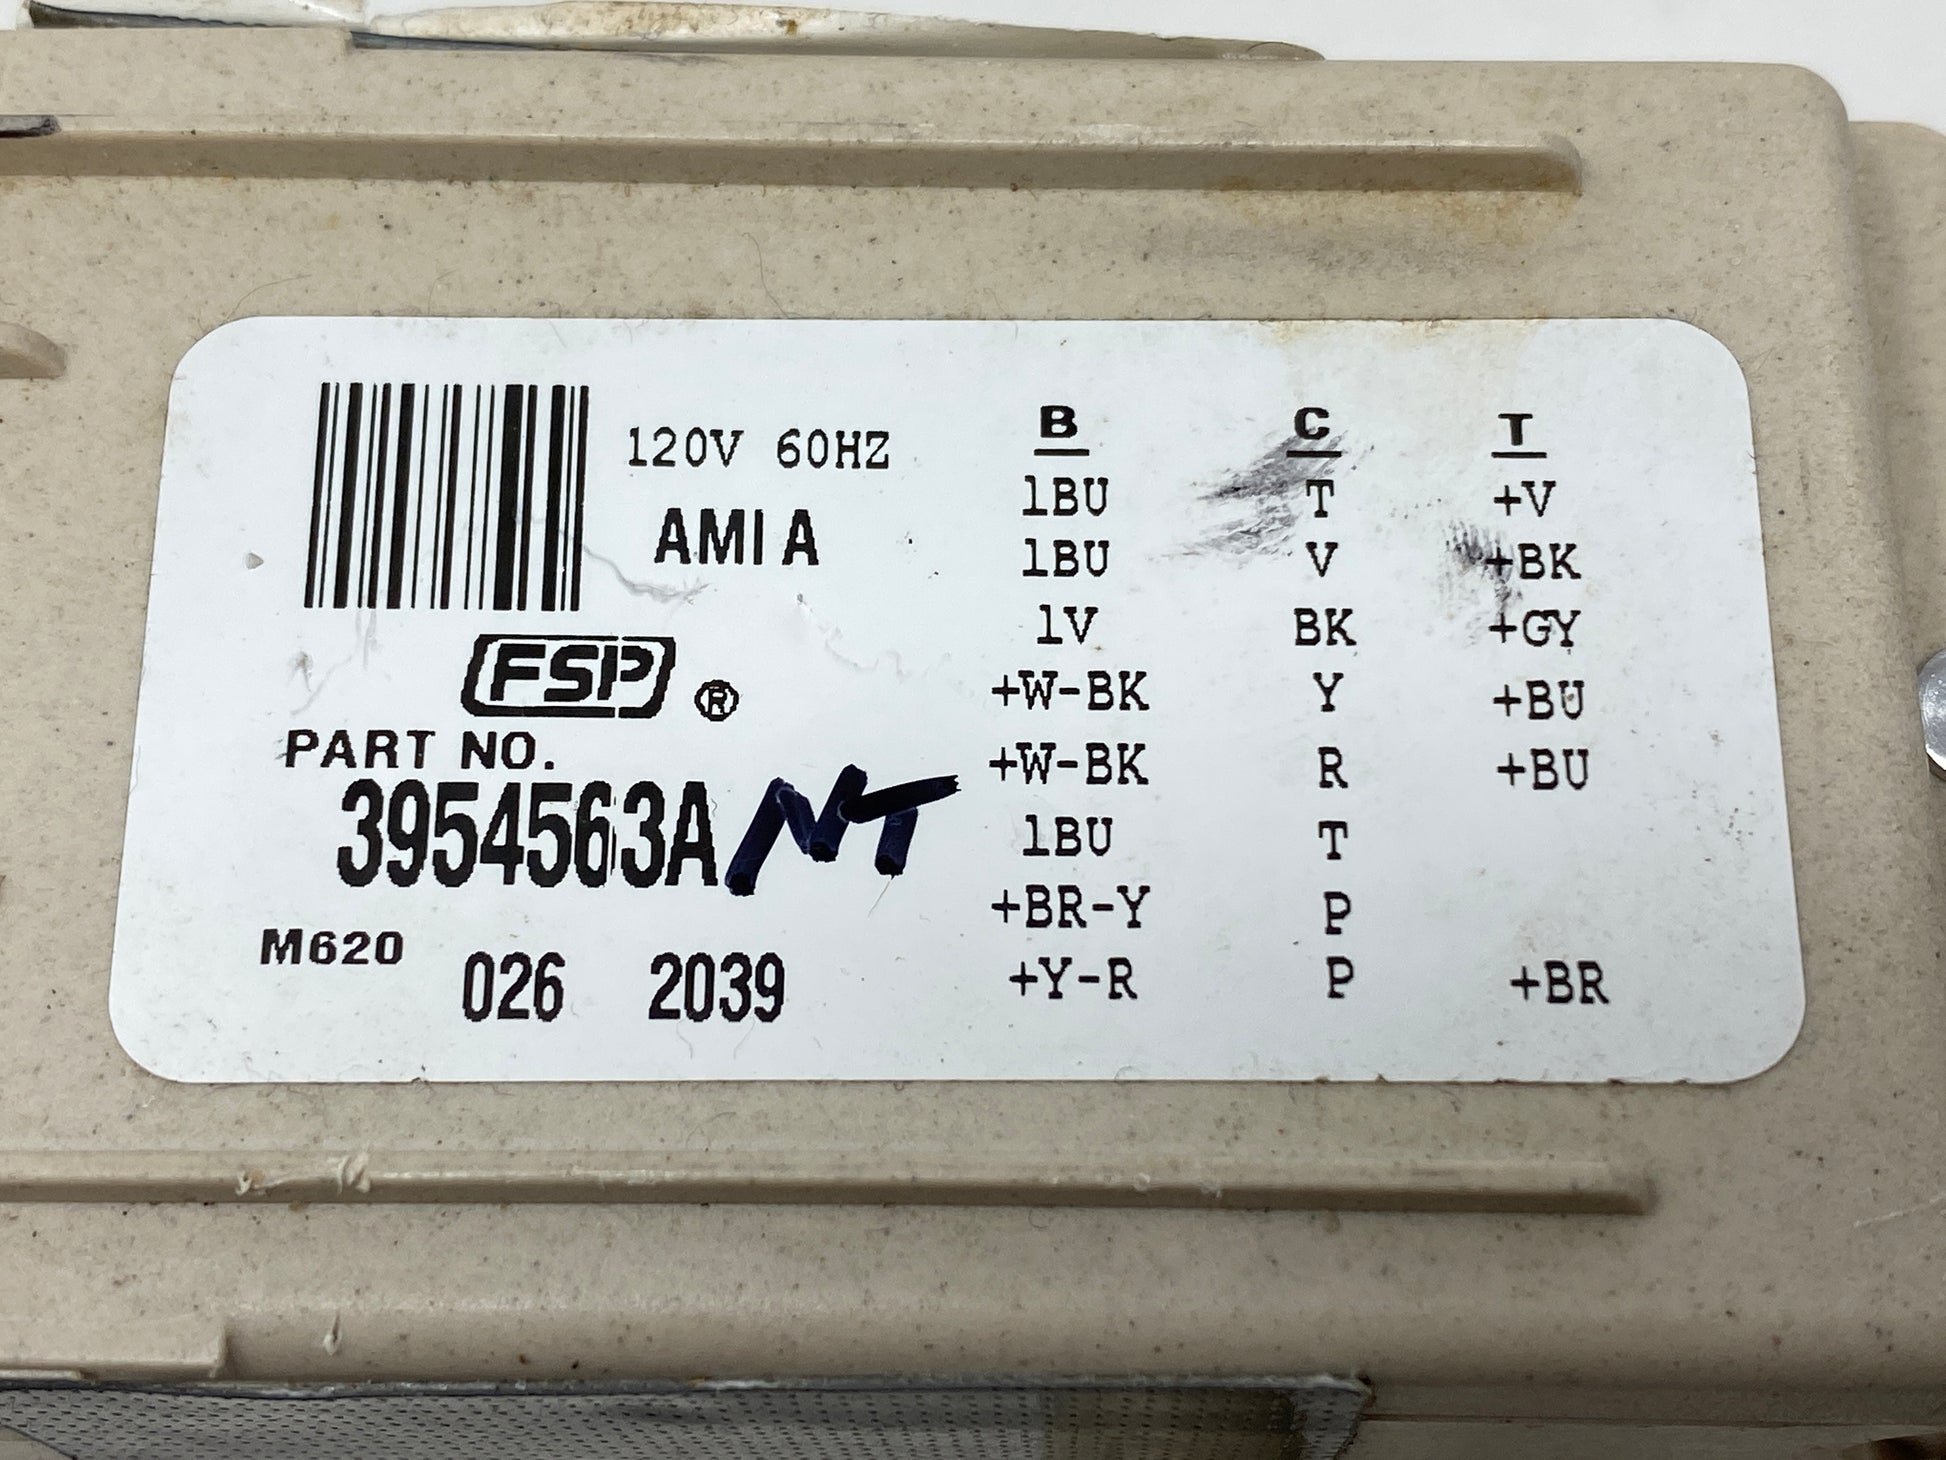 120V 60HZ
AMI A
FSP ®
PART NO.
3954563A NT
M620
026 2039
B C T
1BU T +V
1BU V +BK
1V BK +GY
+W-BK Y +BU
+W-BK R +BU
1BU T
+BR-Y P
+Y-R P +BR